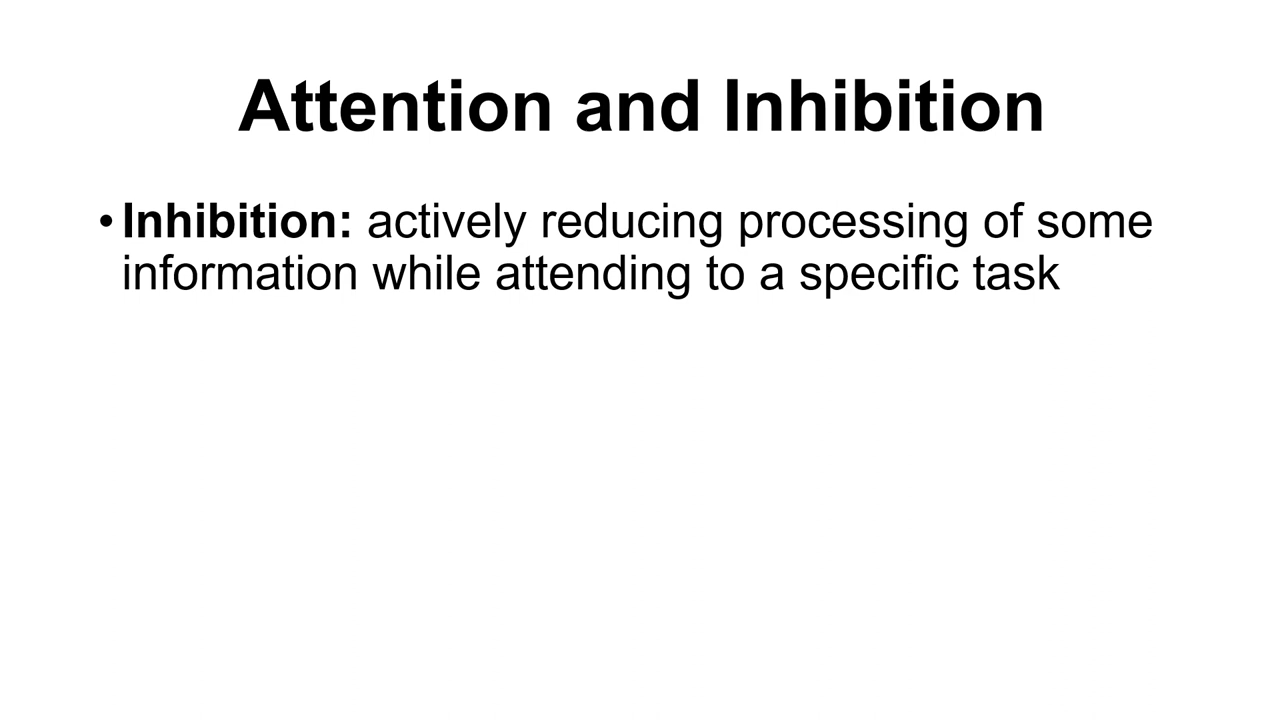 Attention and Inhibition
•Inhibition: actively reducing processing of some
information while attending to a specific task